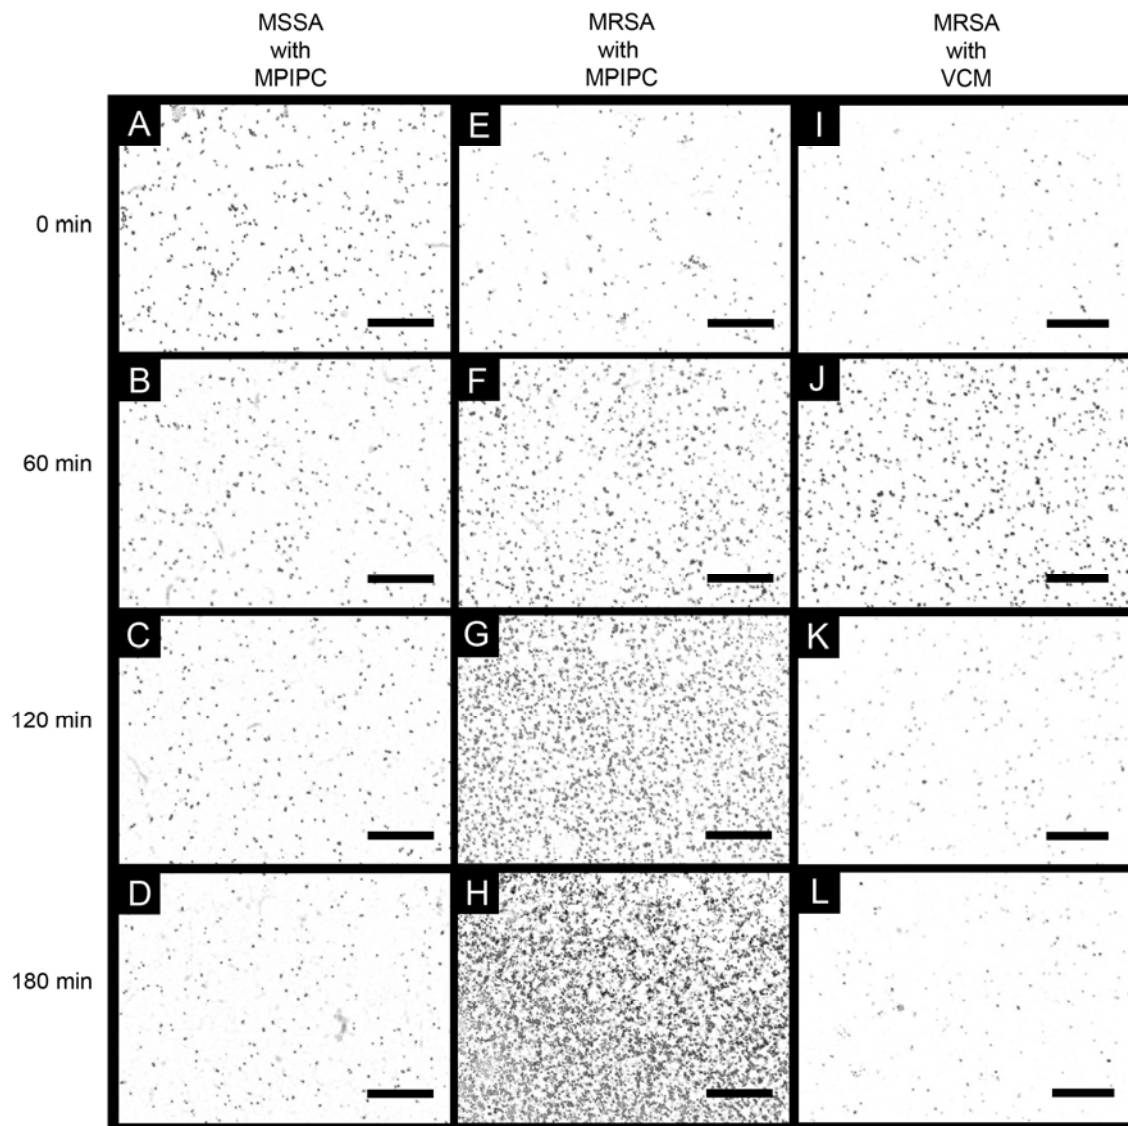 MSSA
with
MPIPC
MRSA
with
MPIPC
MRSA
with
VCM
A
E
I
0 min
B
F
J
60 min
C
G
K
120 min
D
H
L
180 min